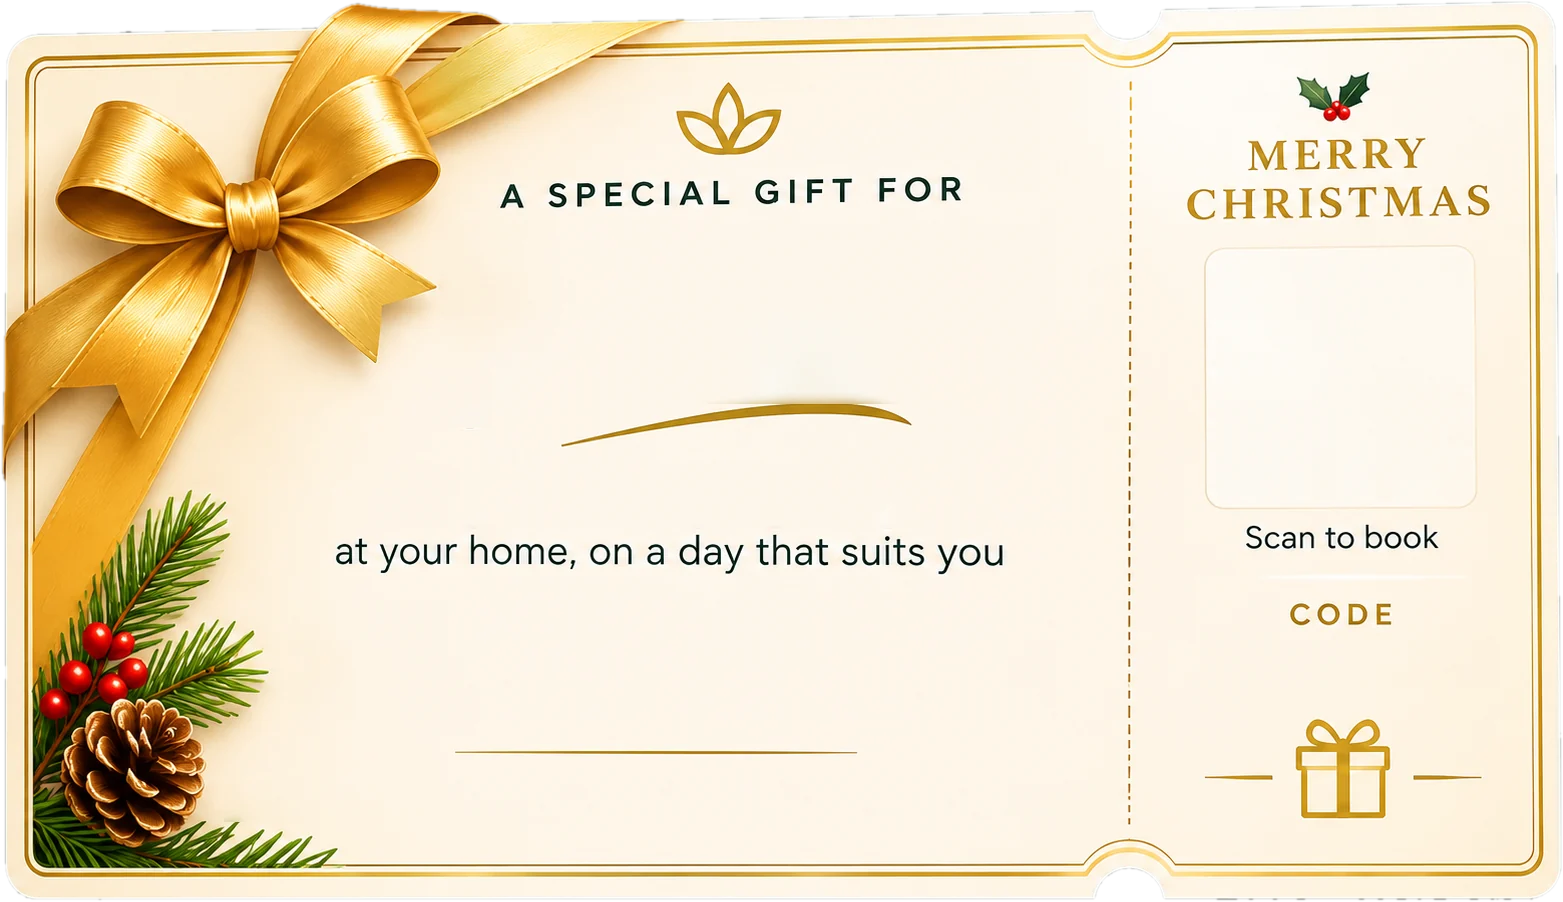 A SPECIAL GIFT FOR
at your home, on a day that suits you
MERRY
CHRISTMAS
Scan to book
CODE